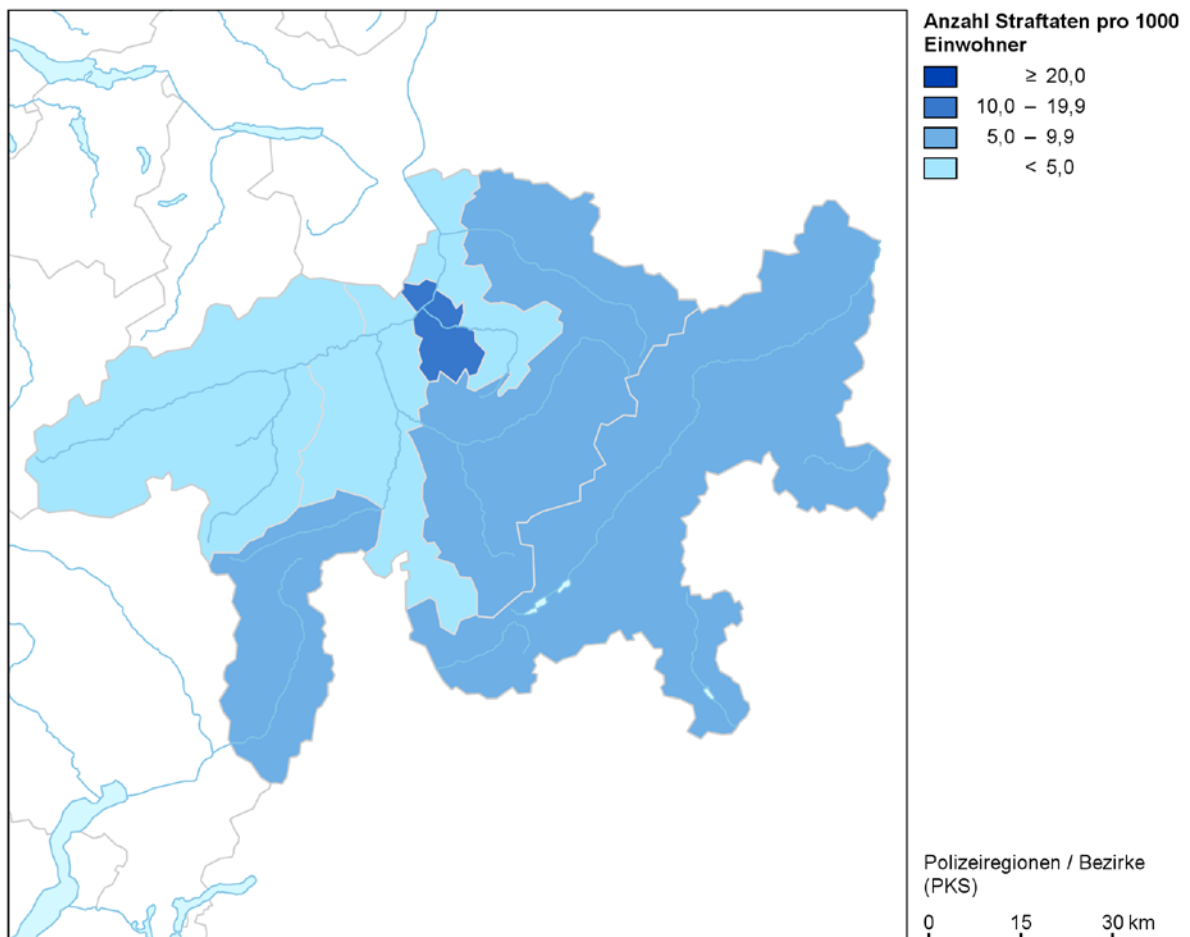 Anzahl Straftaten pro 1000
Einwohner
≥ 20,0
10,0 – 19,9
5,0 – 9,9
< 5,0
Polizeiregionen / Bezirke
(PKS)
0 15 30 km